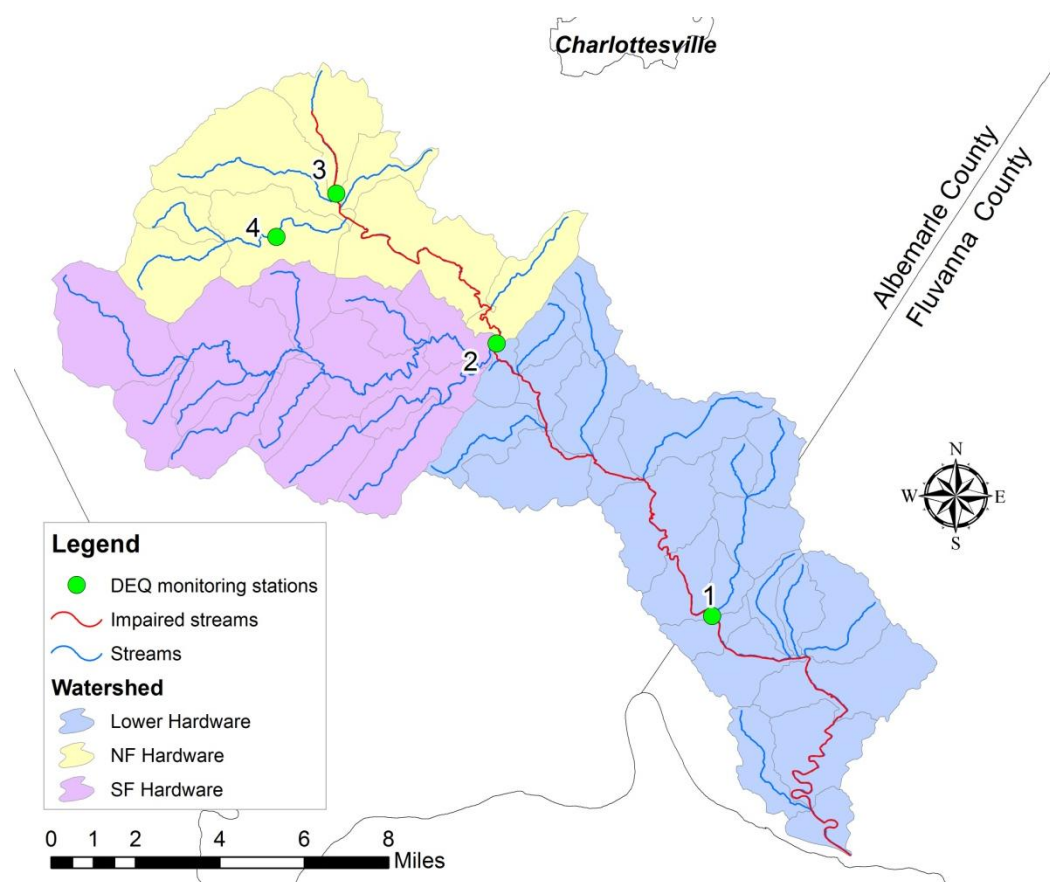 Charlottesville
Albemarle County
Fluvanna County
3
4
2
1
N
W
E
S
Legend
DEQ monitoring stations
Impaired streams
Streams
Watershed
Lower Hardware
NF Hardware
SF Hardware
0 1 2 4 6 8
Miles